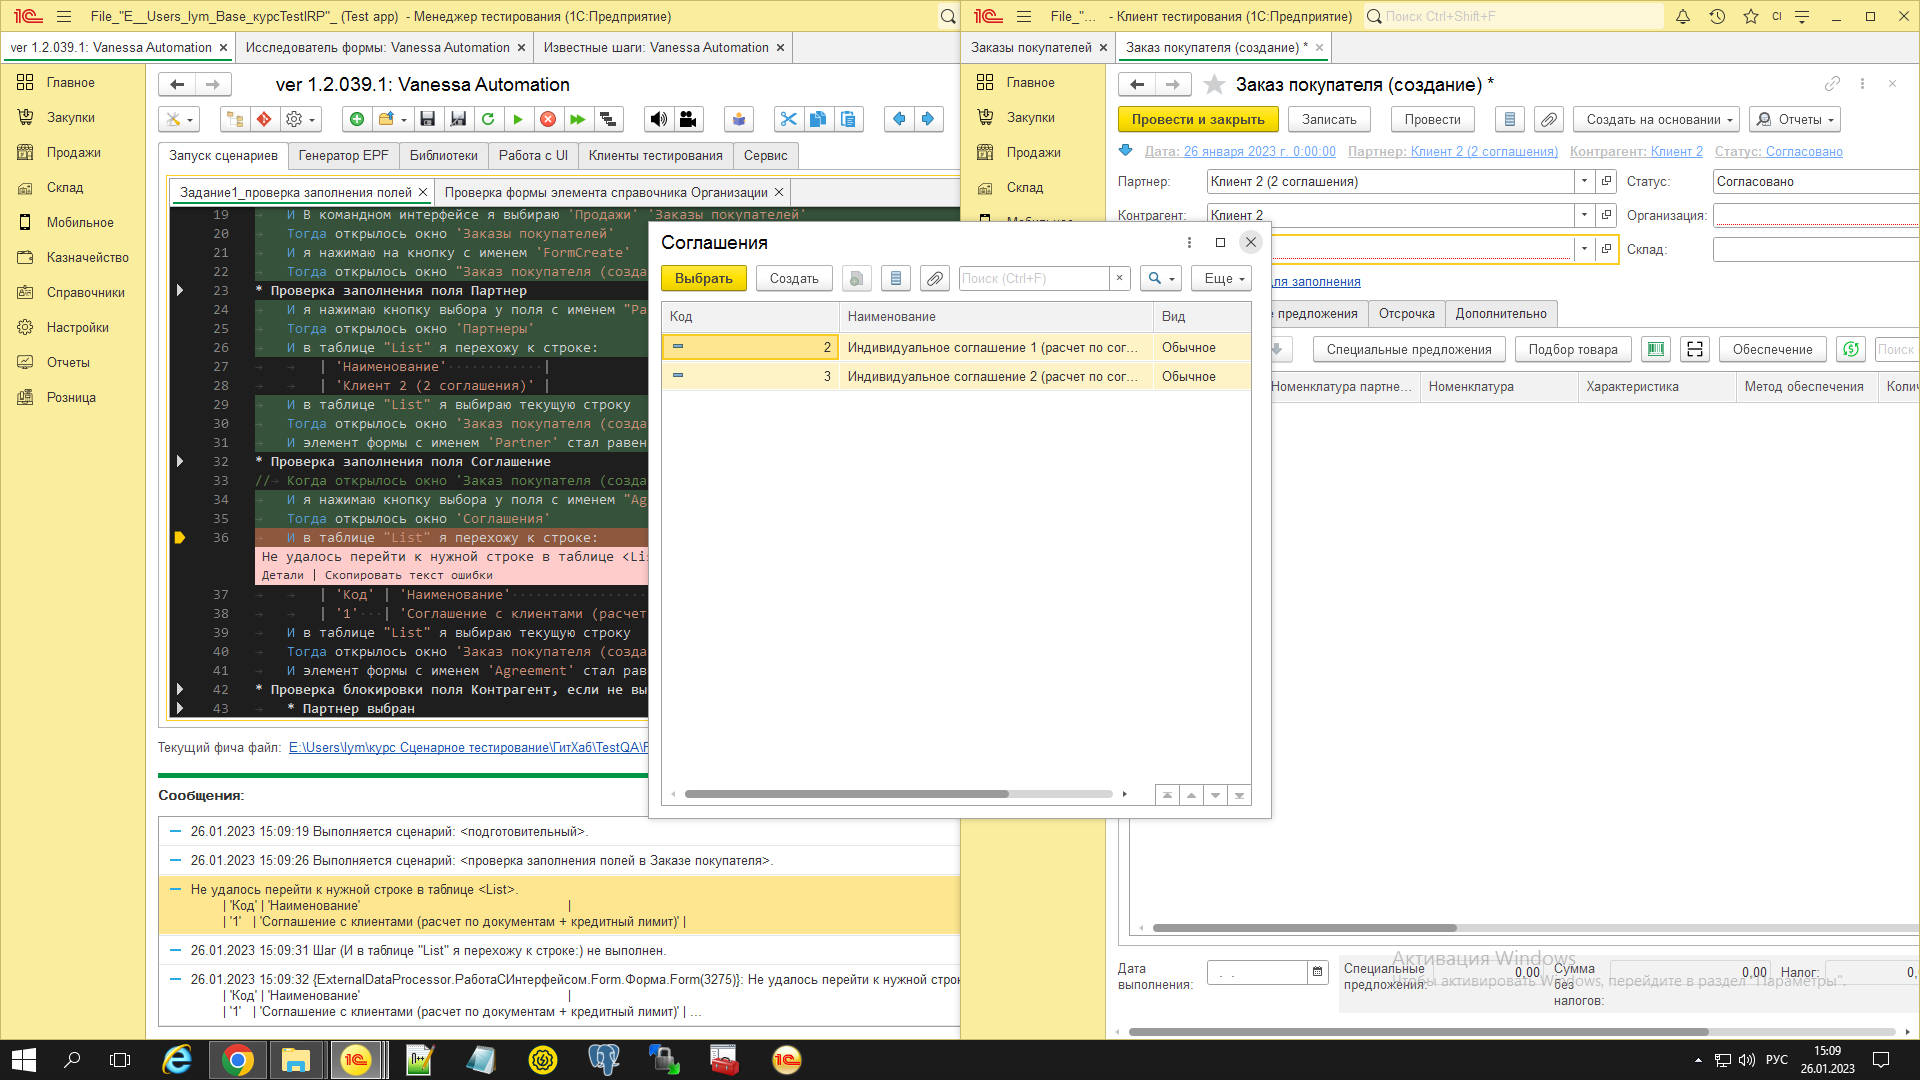 File_"E__Users_lym_Base_курсTestIRP"_ (Test app) - Менеджер тестирования (1С:Предприятие)
ver 1.2.039.1: Vanessa Automation
Исследователь формы: Vanessa Automation
Известные шаги: Vanessa Automation
Главное
Закупки
Продажи
Склад
Мобильное
Казначейство
Справочники
Настройки
Отчеты
Розница
ver 1.2.039.1: Vanessa Automation
Запуск сценариев
Генератор EPF
Библиотеки
Работа с UI
Клиенты тестирования
Сервис
Задание1_проверка заполнения полей
Проверка формы элемента справочника Организации
19 И В командном интерфейсе я выбираю 'Продажи' 'Заказы покупателей'
20 Тогда открылось окно 'Заказы покупателей'
21 И я нажимаю на кнопку с именем 'FormCreate'
22 Тогда открылось окно "Заказ покупателя (созда
23 * Проверка заполнения поля Партнер
24 И я нажимаю кнопку выбора у поля с именем "Pa
25 Тогда открылось окно 'Партнеры'
26 И в таблице "List" я перехожу к строке:
27 | 'Наименование' |
28 | 'Клиент 2 (2 соглашения)' |
29 И в таблице "List" я выбираю текущую строку
30 Тогда открылось окно 'Заказ покупателя (созда
31 И элемент формы с именем 'Partner' стал равен
32 * Проверка заполнения поля Соглашение
33 // Когда открылось окно 'Заказ покупателя (созда
34 И я нажимаю кнопку выбора у поля с именем "Ag
35 Тогда открылось окно 'Соглашения'
36 И в таблице "List" я перехожу к строке:
Не удалось перейти к нужной строке в таблице <Lis
Детали | Скопировать текст ошибки
37 | 'Код' | 'Наименование'
38 | '1' | 'Соглашение с клиентами (расчет
39 И в таблице "List" я выбираю текущую строку
40 Тогда открылось окно 'Заказ покупателя (созда
41 И элемент формы с именем 'Agreement' стал рав
42 * Проверка блокировки поля Контрагент, если не вы
43 * Партнер выбран
Текущий фича файл: E:\Users\lym\курс Сценарное тестирование\ГитХаб\TestQA\F
Сообщения:
26.01.2023 15:09:19 Выполняется сценарий: <подготовительный>.
26.01.2023 15:09:26 Выполняется сценарий: <проверка заполнения полей в Заказе покупателя>.
Не удалось перейти к нужной строке в таблице <List>.
| 'Код' | 'Наименование' |
| '1' | 'Соглашение с клиентами (расчет по документам + кредитный лимит)' |
26.01.2023 15:09:31 Шаг (И в таблице "List" я перехожу к строке:) не выполнен.
26.01.2023 15:09:32 {ExternalDataProcessor.РаботаСИнтерфейсом.Form.Форма.Form(3275)}: Не удалось перейти к нужной строк
| 'Код' | 'Наименование' |
| '1' | 'Соглашение с клиентами (расчет по документам + кредитный лимит)' | ...
Соглашения
Выбрать
Создать
Поиск (Ctrl+F)
Еще
Код Наименование Вид
2 Индивидуальное соглашение 1 (расчет по сог... Обычное
3 Индивидуальное соглашение 2 (расчет по сог... Обычное
File_"... - Клиент тестирования (1С:Предприятие)
Поиск Ctrl+Shift+F
CI
Заказы покупателей
Заказ покупателя (создание) *
Главное
Закупки
Продажи
Склад
Мобильное
Заказ покупателя (создание) *
Провести и закрыть
Записать
Провести
Создать на основании
Отчеты
Дата: 26 января 2023 г. 0:00:00 Партнер: Клиент 2 (2 соглашения) Контрагент: Клиент 2 Статус: Согласовано
Партнер: Клиент 2 (2 соглашения) Статус: Согласовано
Контрагент: Клиент 2 Организация:
Склад:
для заполнения
е предложения
Отсрочка
Дополнительно
Специальные предложения
Подбор товара
Обеспечение
Поиск
Номенклатура партне... Номенклатура Характеристика Метод обеспечения Коли
Дата выполнения: . .
Специальные предложения: 0,00
Сумма без налогов: 0,00
Налог: 0,
Активация Windows
Чтобы активировать Windows, перейдите в раздел "Параметры".
РУС
15:09
26.01.2023